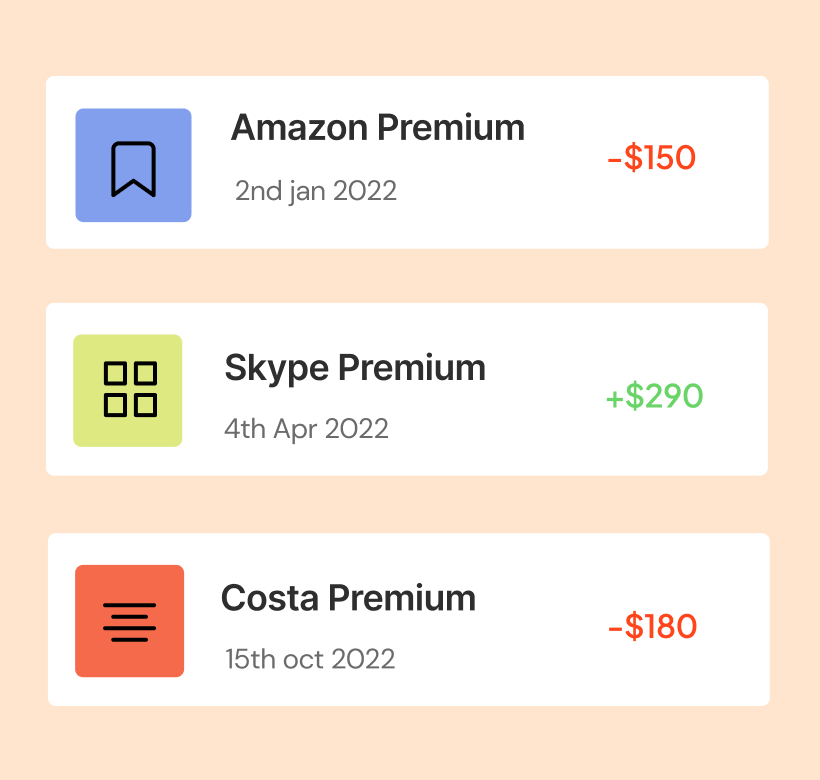 Amazon Premium
2nd jan 2022
-$150
Skype Premium
4th Apr 2022
+$290
Costa Premium
15th oct 2022
-$180